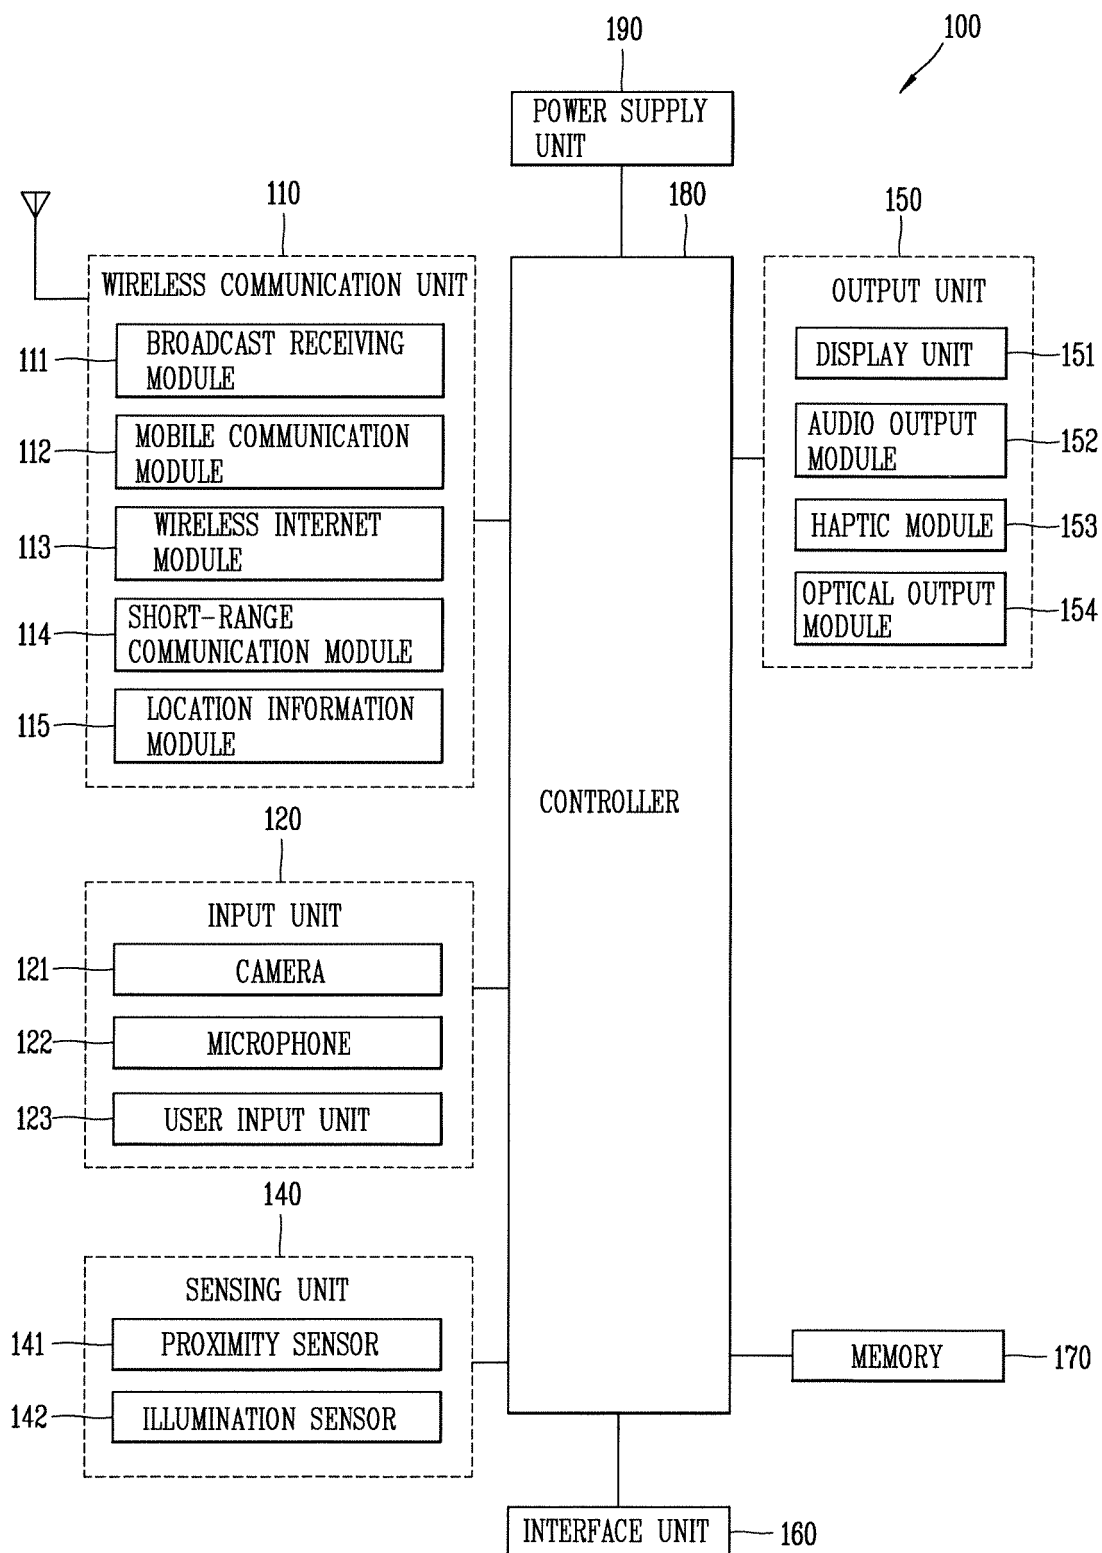 100
190
POWER SUPPLY
UNIT
110
WIRELESS COMMUNICATION UNIT
111
BROADCAST RECEIVING
MODULE
112
MOBILE COMMUNICATION
MODULE
113
WIRELESS INTERNET
MODULE
114
SHORT-RANGE
COMMUNICATION MODULE
115
LOCATION INFORMATION
MODULE
120
INPUT UNIT
121
CAMERA
122
MICROPHONE
123
USER INPUT UNIT
140
SENSING UNIT
141
PROXIMITY SENSOR
142
ILLUMINATION SENSOR
180
CONTROLLER
150
OUTPUT UNIT
DISPLAY UNIT
151
AUDIO OUTPUT
MODULE
152
HAPTIC MODULE
153
OPTICAL OUTPUT
MODULE
154
MEMORY
170
INTERFACE UNIT
160